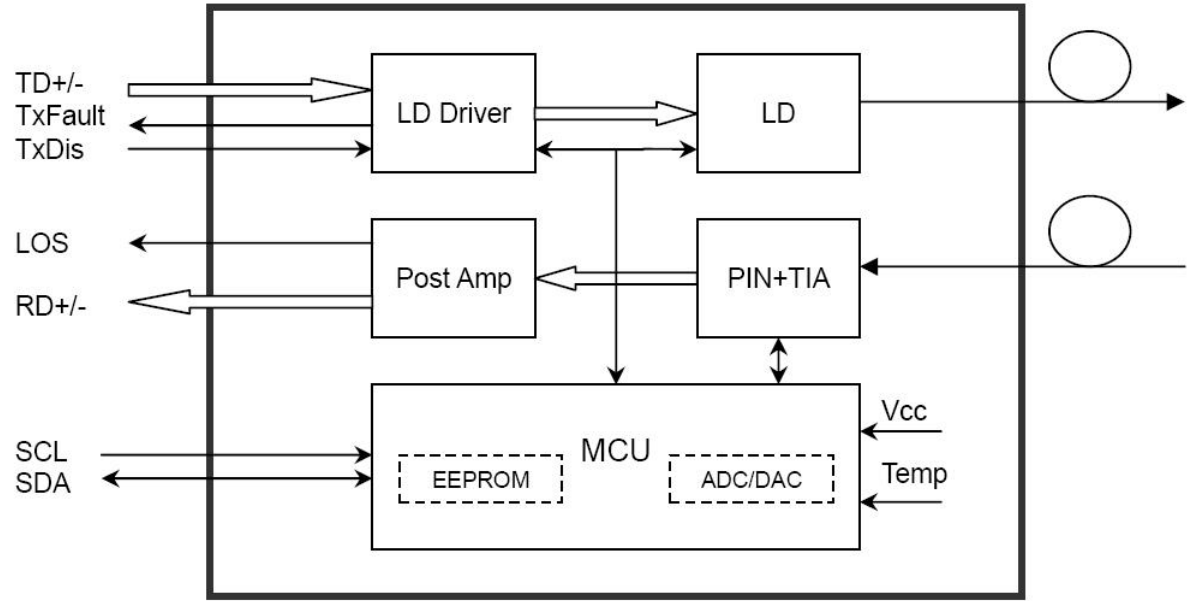 TD+/-
TxFault
TxDis
LD Driver
LD
LOS
RD+/-
Post Amp
PIN+TIA
SCL
SDA
MCU
EEPROM
ADC/DAC
Vcc
Temp